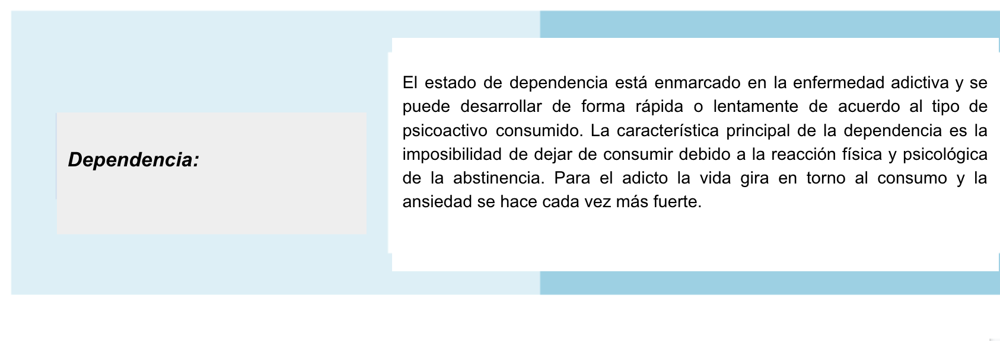 Dependencia:
El estado de dependencia está enmarcado en la enfermedad adictiva y se
puede desarrollar de forma rápida o lentamente de acuerdo al tipo de
psicoactivo consumido. La característica principal de la dependencia es la
imposibilidad de dejar de consumir debido a la reacción física y psicológica
de la abstinencia. Para el adicto la vida gira en torno al consumo y la
ansiedad se hace cada vez más fuerte.